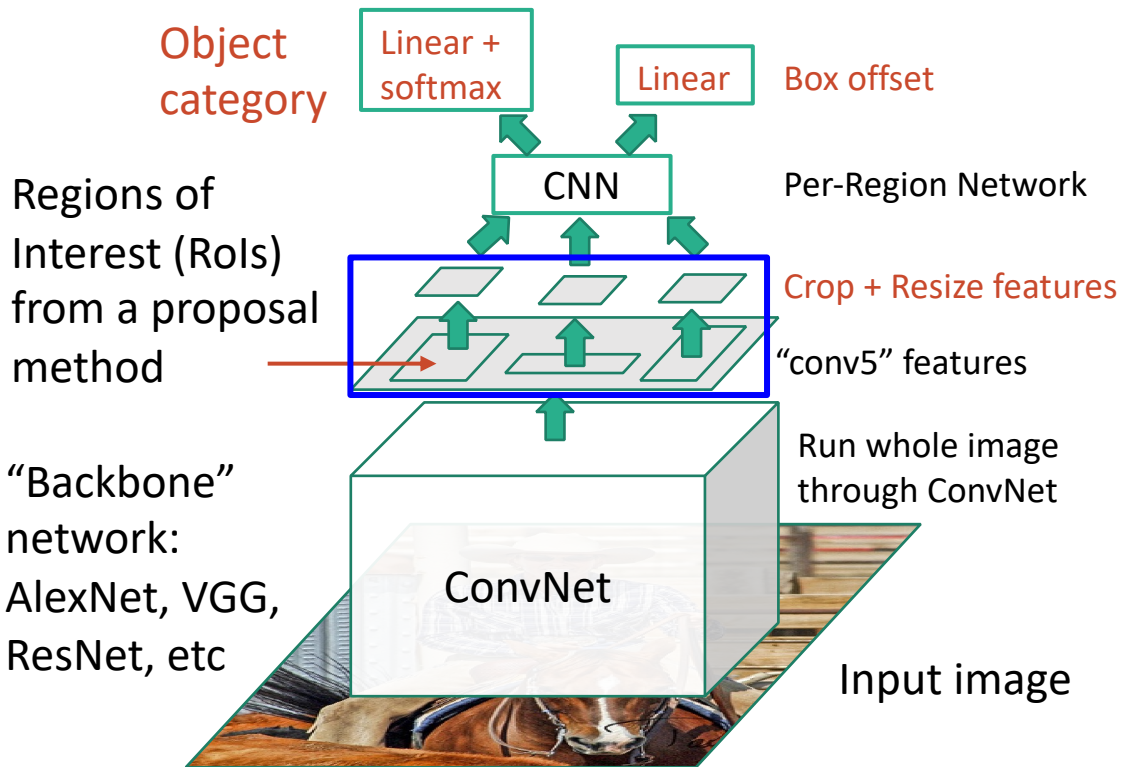 Object
category
Linear +
softmax
Linear
Box offset
CNN
Per-Region Network
Regions of
Interest (RoIs)
from a proposal
method
Crop + Resize features
“conv5” features
Run whole image
through ConvNet
“Backbone”
network:
AlexNet, VGG,
ResNet, etc
ConvNet
Input image